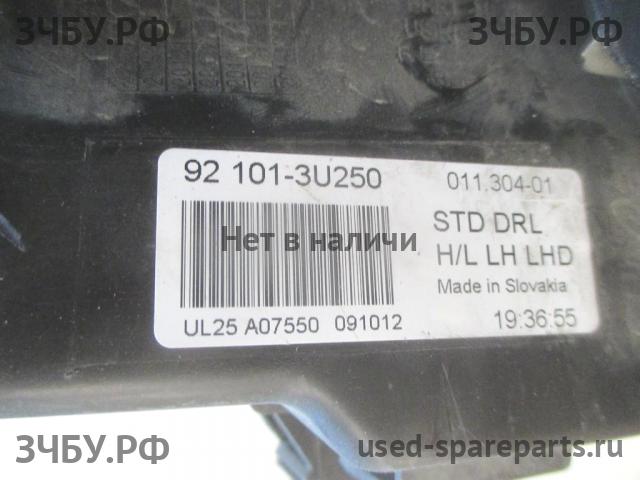 ЗЧБУ.РФ
ЗЧБУ.РФ
92 101-3U250
011.304-01
STD DRL
Нет в наличи
H/L LH LHD
Made in Slovakia
UL25 A07550 091012
19:36:55
ЗЧБУ.РФ
used-spareparts.ru